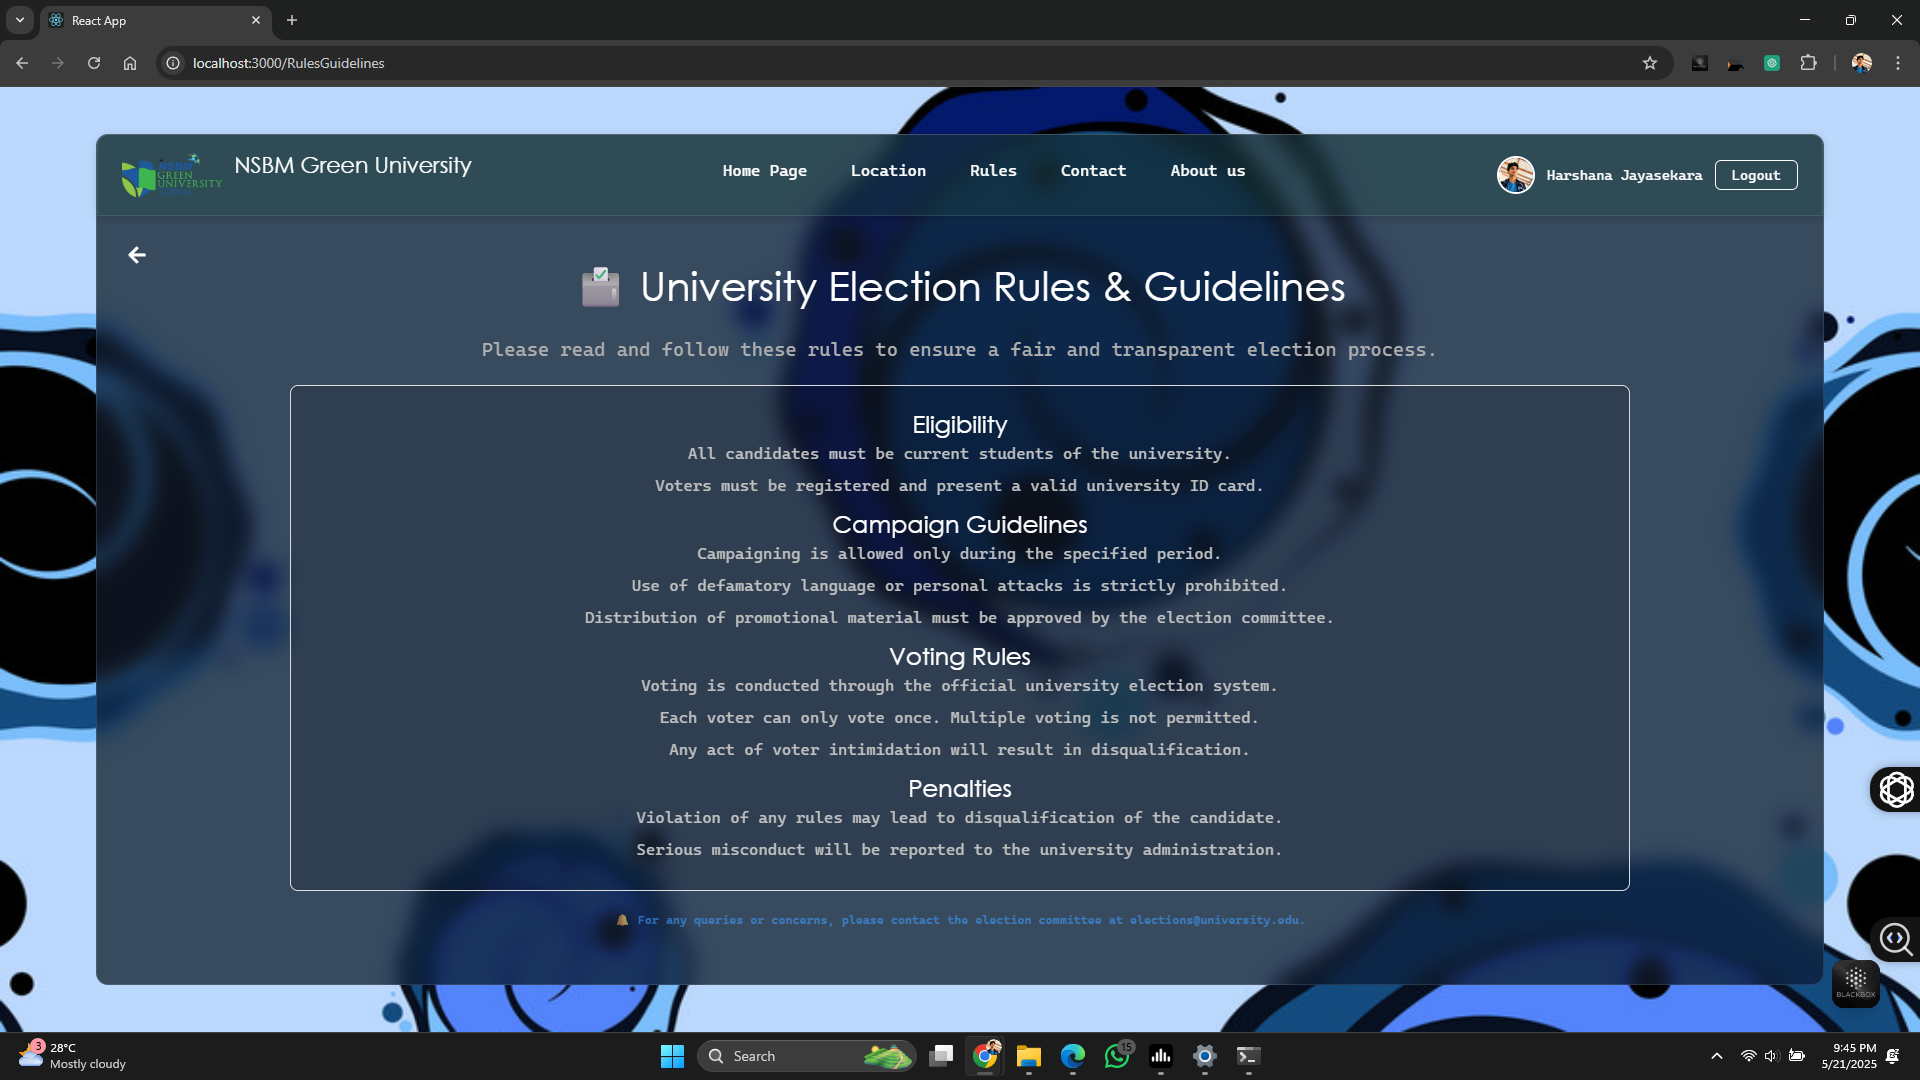 React App
localhost:3000/RulesGuidelines
NSBM
GREEN
UNIVERSITY
NSBM Green University
Home Page
Location
Rules
Contact
About us
Harshana Jayasekara
Logout
University Election Rules & Guidelines
Please read and follow these rules to ensure a fair and transparent election process.
Eligibility
All candidates must be current students of the university.
Voters must be registered and present a valid university ID card.
Campaign Guidelines
Campaigning is allowed only during the specified period.
Use of defamatory language or personal attacks is strictly prohibited.
Distribution of promotional material must be approved by the election committee.
Voting Rules
Voting is conducted through the official university election system.
Each voter can only vote once. Multiple voting is not permitted.
Any act of voter intimidation will result in disqualification.
Penalties
Violation of any rules may lead to disqualification of the candidate.
Serious misconduct will be reported to the university administration.
For any queries or concerns, please contact the election committee at elections@university.edu.
BLACKBOX
3
28°C
Mostly cloudy
Search
15
9:45 PM
5/21/2025